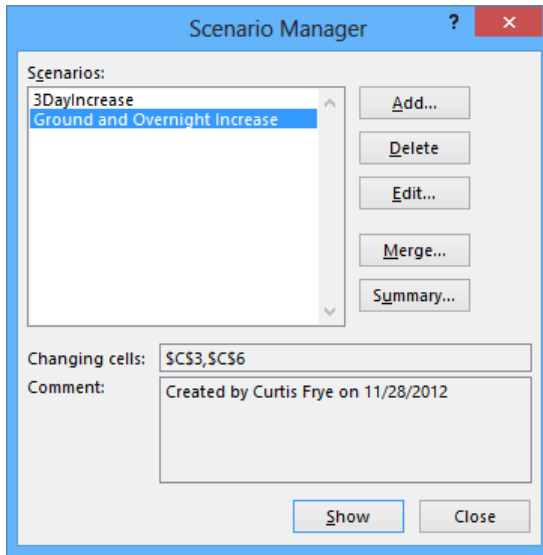 Scenario Manager ? ×
Scenarios:
3DayIncrease
Ground and Overnight Increase
Add...
Delete
Edit...
Merge...
Summary...
Changing cells: $C$3,$C$6
Comment: Created by Curtis Frye on 11/28/2012
Show Close